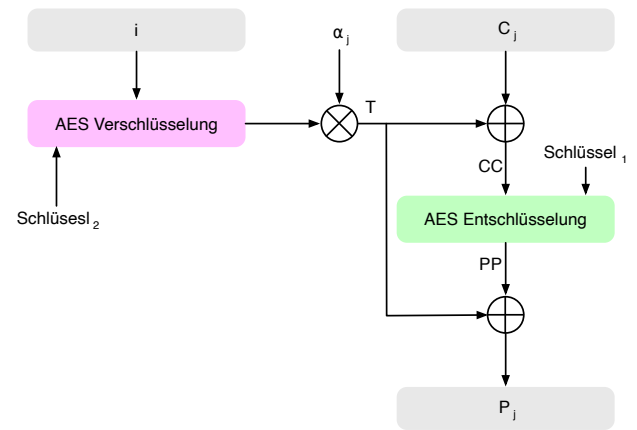 i
α j
C j
T
AES Verschlüsselung
Schlüssel 1
CC
Schlüsesl 2
AES Entschlüsselung
PP
P j